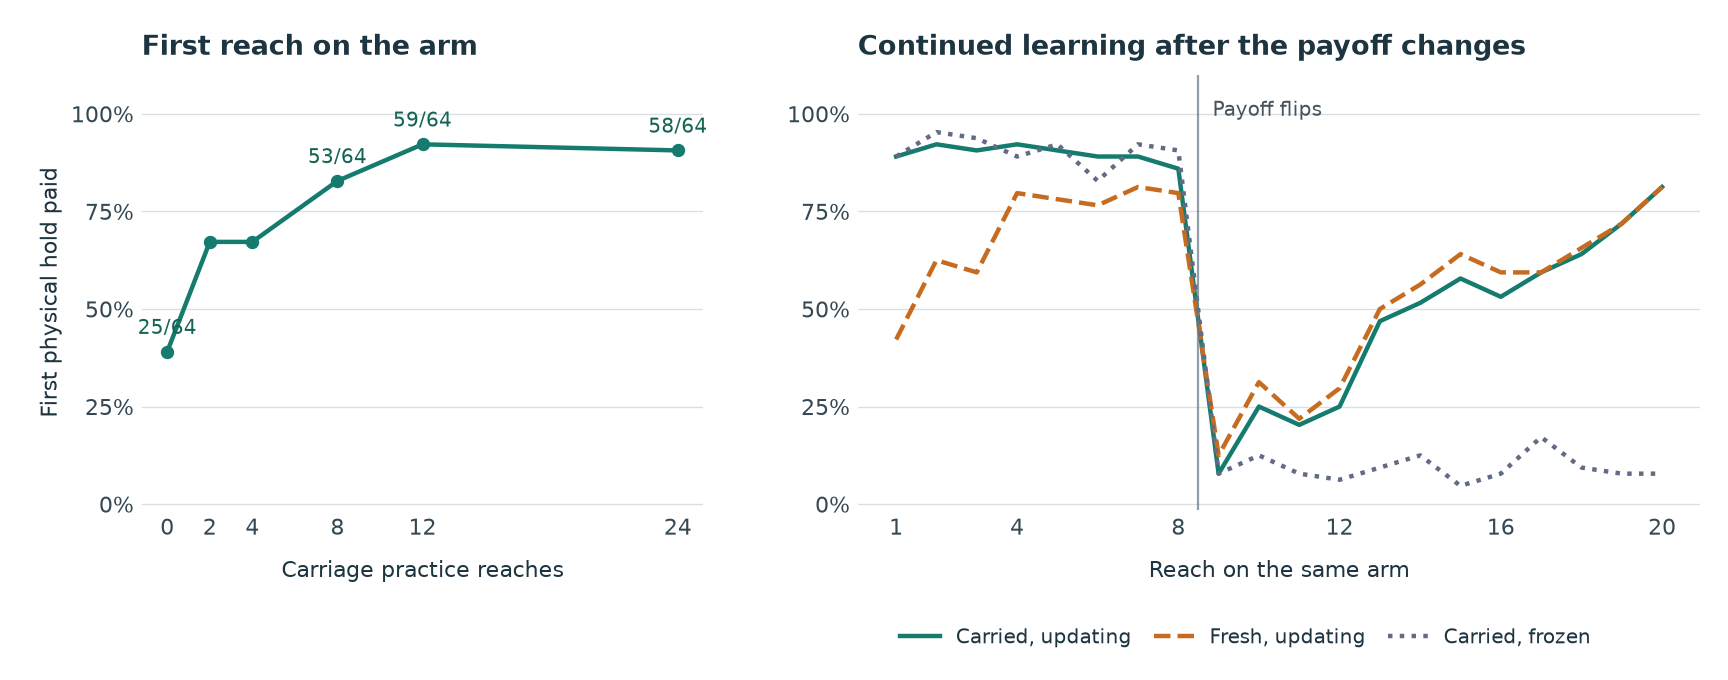 First reach on the arm
First physical hold paid
100%
75%
50%
25%
0%
25/64
53/64
59/64
58/64
0 2 4 8 12 24
Carriage practice reaches
Continued learning after the payoff changes
Payoff flips
100%
75%
50%
25%
0%
1 4 8 12 16 20
Reach on the same arm
Carried, updating Fresh, updating Carried, frozen